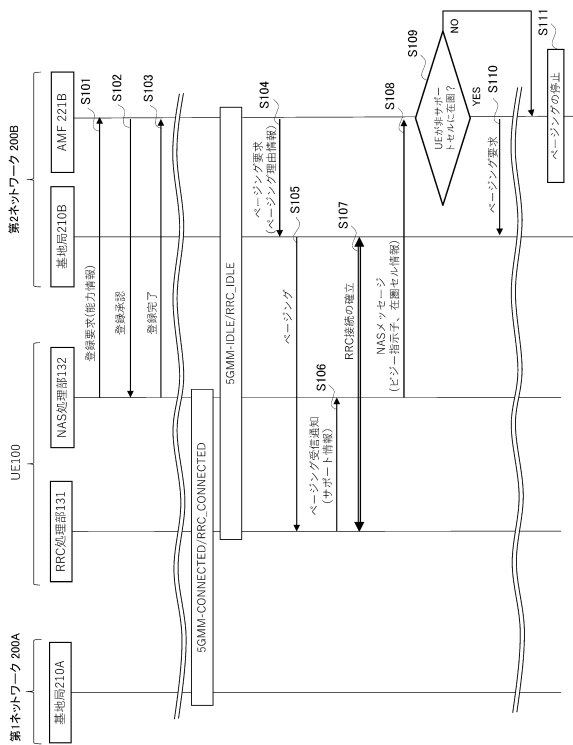 第1ネットワーク 200A
UE100
第2ネットワーク 200B
基地局210A
RRC処理部131
NAS処理部132
基地局210B
AMF 221B
登録要求(能力情報)
S101
登録承認
S102
登録完了
S103
5GMM-CONNECTED/RRC_CONNECTED
5GMM-IDLE/RRC_IDLE
ページング要求
(ページング理由情報)
S104
ページング
S105
ページング受信通知
(サポート情報)
S106
RRC接続の確立
S107
NASメッセージ
(ビジー指示子、在圏セル情報)
S108
UEが非サポー
トセルに在圏?
S109
NO
YES
ページング要求
S110
ページングの停止
S111